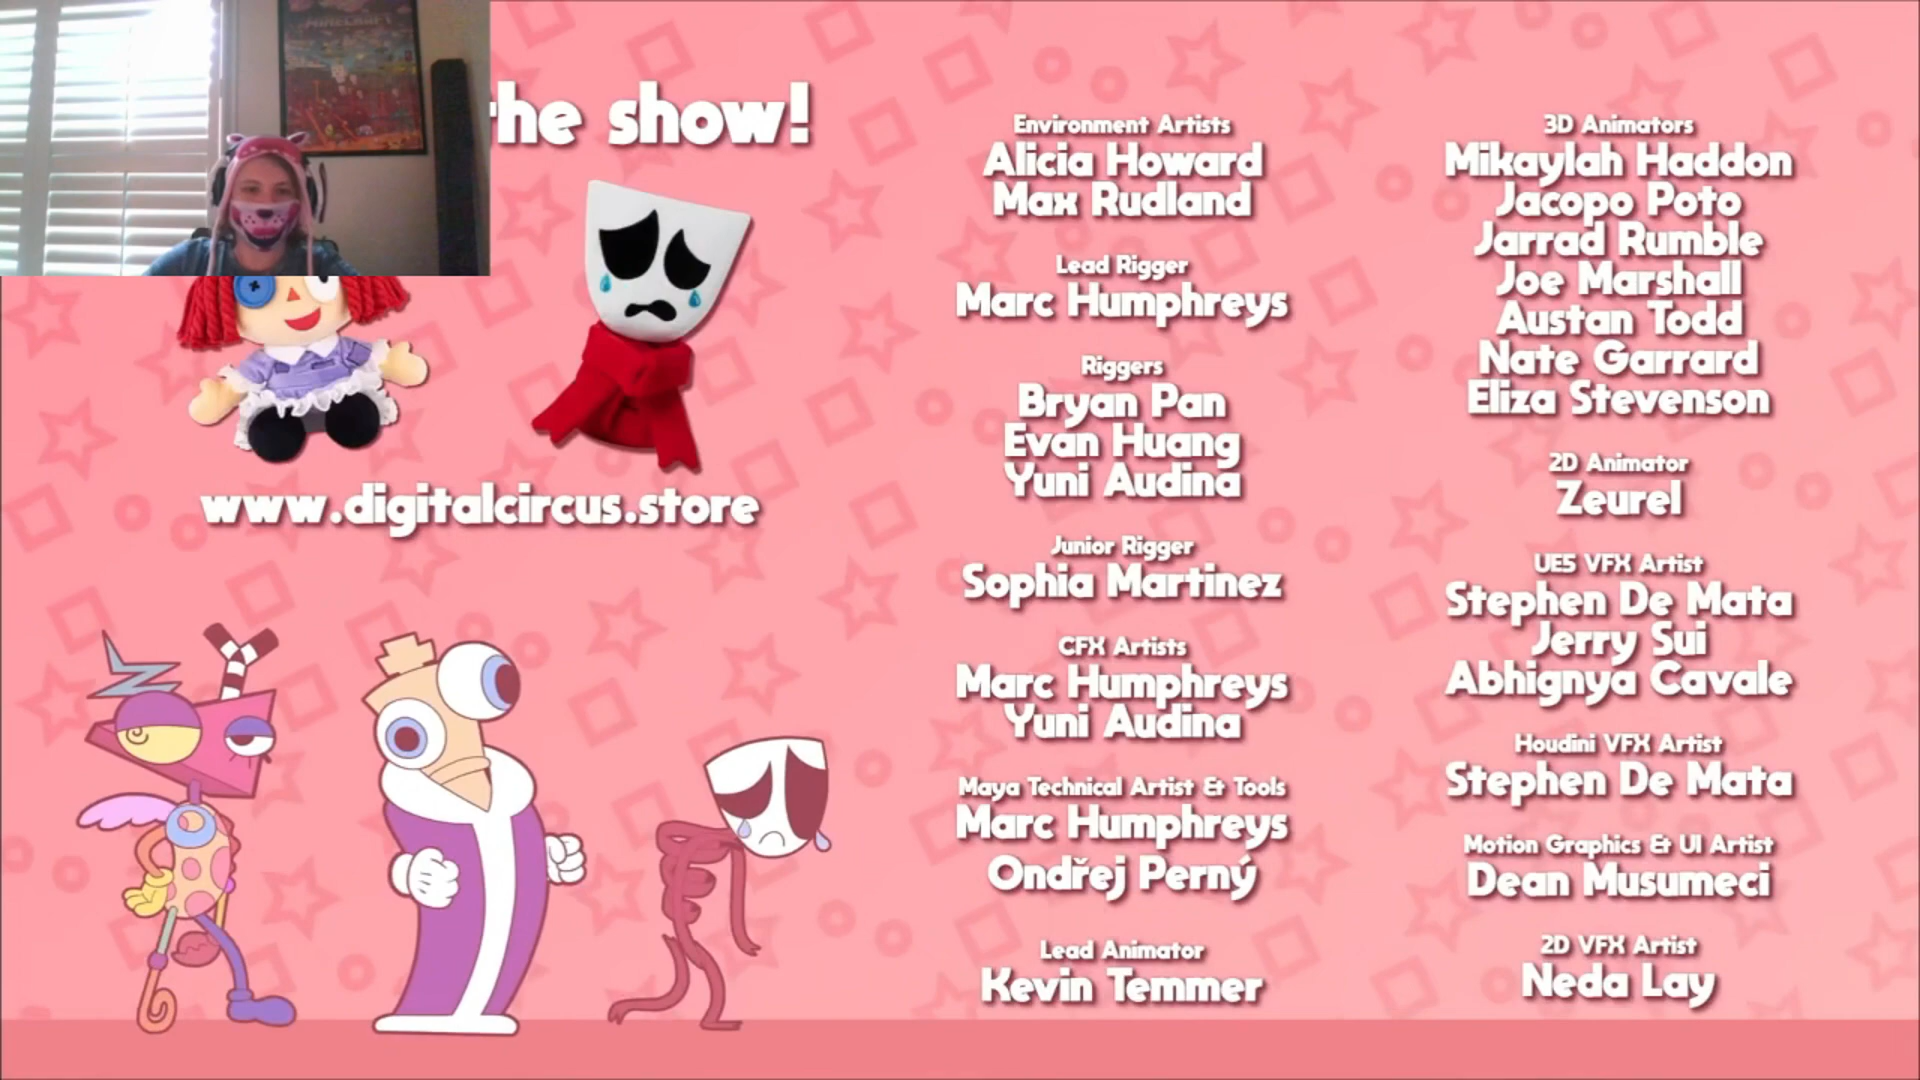 MINECRAFT
the show!
www.digitalcircus.store
Environment Artists
Alicia Howard
Max Rudland
Lead Rigger
Marc Humphreys
Riggers
Bryan Pan
Evan Huang
Yuni Audina
Junior Rigger
Sophia Martinez
CFX Artists
Marc Humphreys
Yuni Audina
Maya Technical Artist & Tools
Marc Humphreys
Ondřej Perný
Lead Animator
Kevin Temmer
3D Animators
Mikaylah Haddon
Jacopo Poto
Jarrad Rumble
Joe Marshall
Austan Todd
Nate Garrard
Eliza Stevenson
2D Animator
Zeurel
UE5 VFX Artist
Stephen De Mata
Jerry Sui
Abhignya Cavale
Houdini VFX Artist
Stephen De Mata
Motion Graphics & UI Artist
Dean Musumeci
2D VFX Artist
Neda Lay